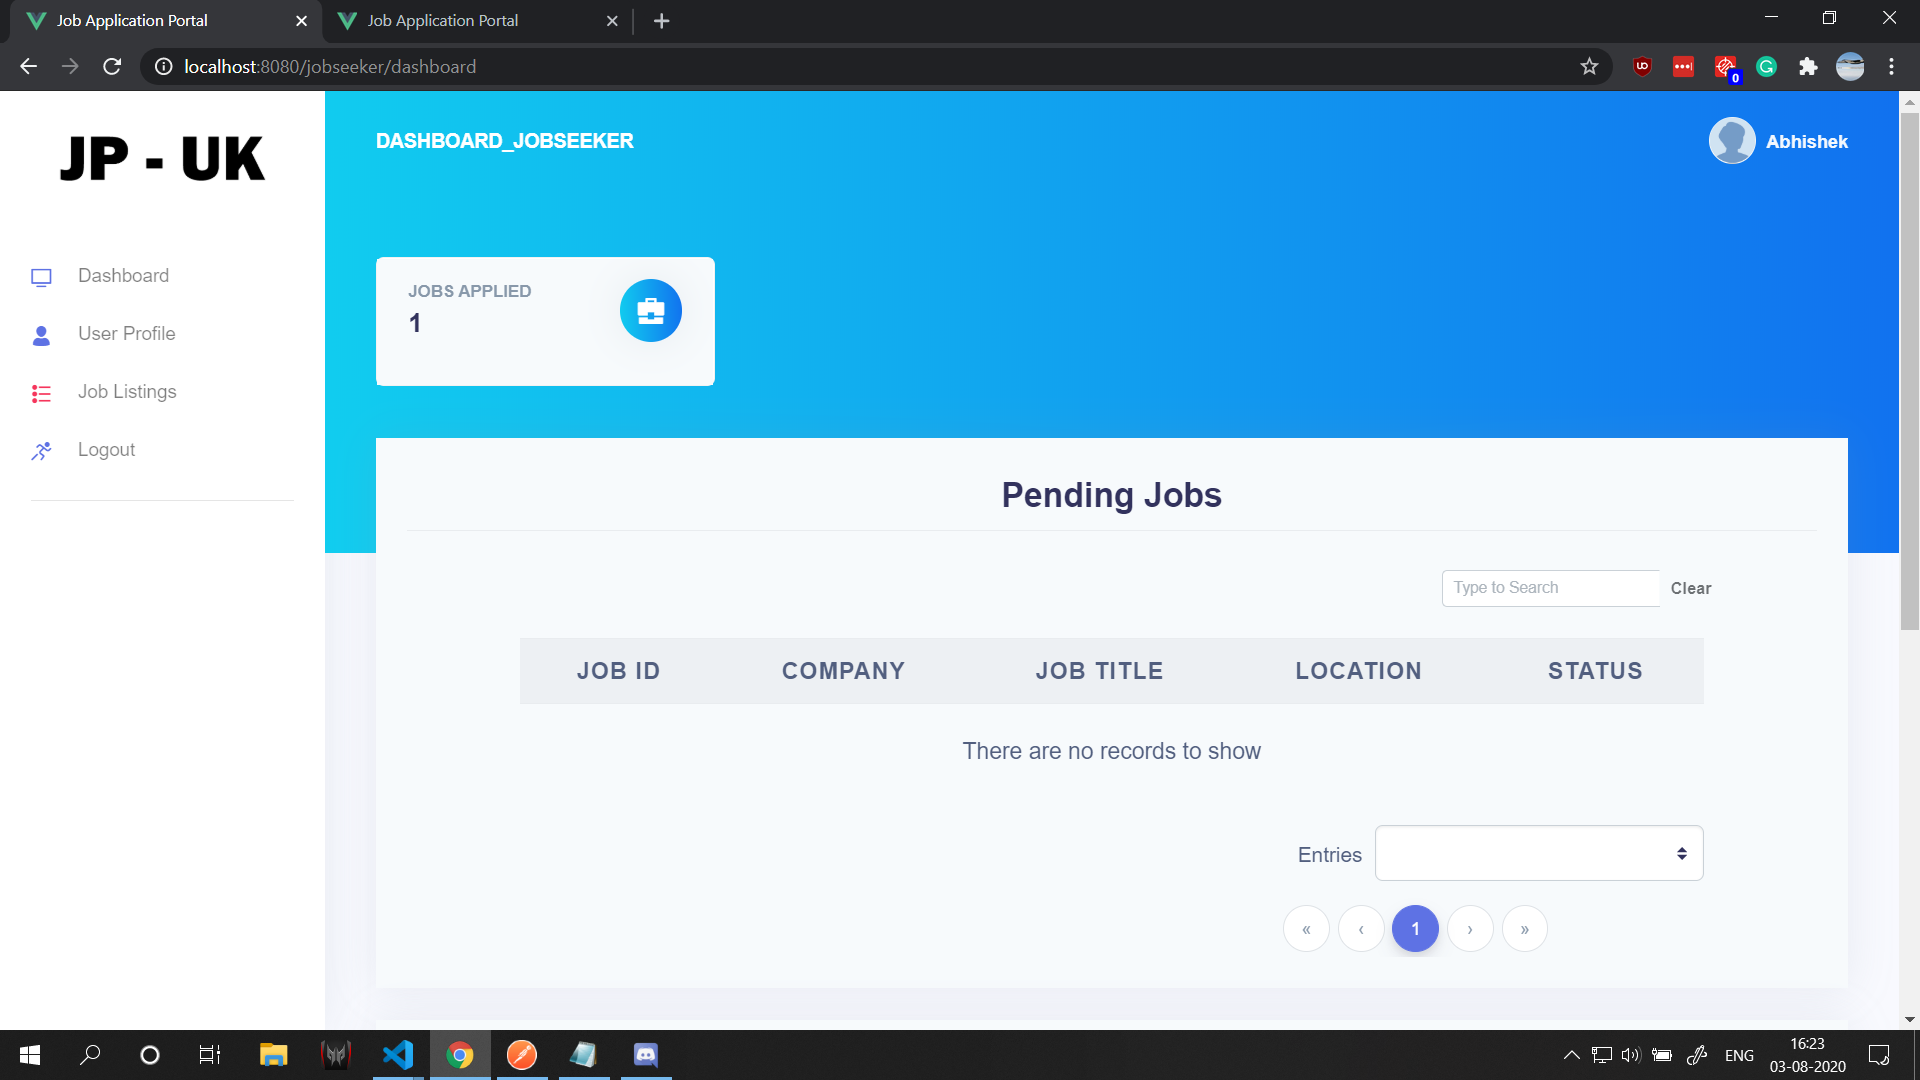 Job Application Portal
Job Application Portal
localhost:8080/jobseeker/dashboard
0
JP - UK
Dashboard
User Profile
Job Listings
Logout
DASHBOARD_JOBSEEKER
Abhishek
JOBS APPLIED
1
Pending Jobs
Type to Search Clear
JOB ID COMPANY JOB TITLE LOCATION STATUS
There are no records to show
Entries
« ‹ 1 › »
ENG
16:23
03-08-2020